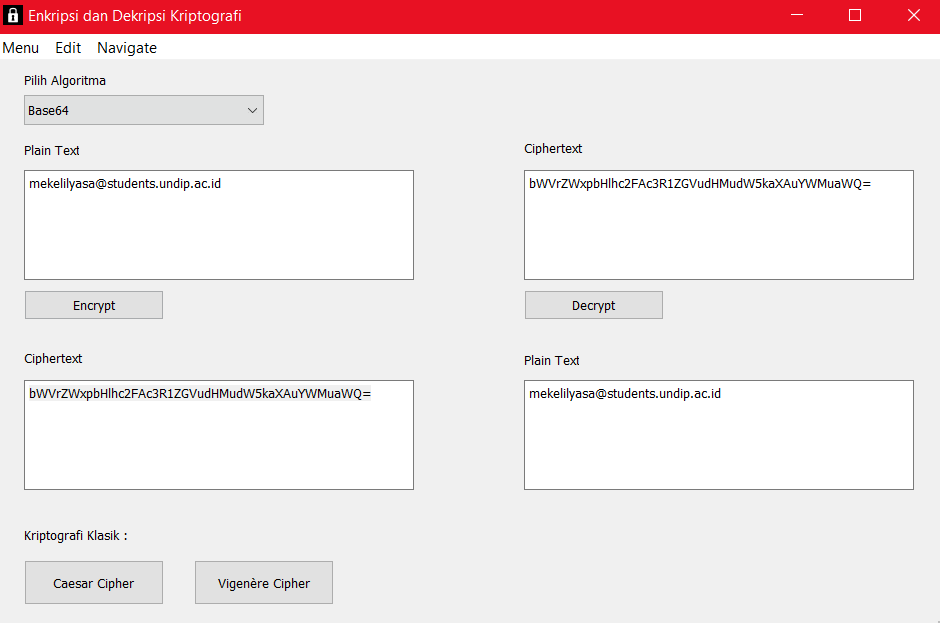 Enkripsi dan Dekripsi Kriptografi
Menu Edit Navigate
Pilih Algoritma
Base64
Plain Text
mekelilyasa@students.undip.ac.id
Encrypt
Ciphertext
bWVrZWxpbHlhc2FAc3R1ZGVudHMudW5kaXAuYWMuaWQ=
Decrypt
Ciphertext
bWVrZWxpbHlhc2FAc3R1ZGVudHMudW5kaXAuYWMuaWQ=
Plain Text
mekelilyasa@students.undip.ac.id
Kriptografi Klasik :
Caesar Cipher
Vigenère Cipher